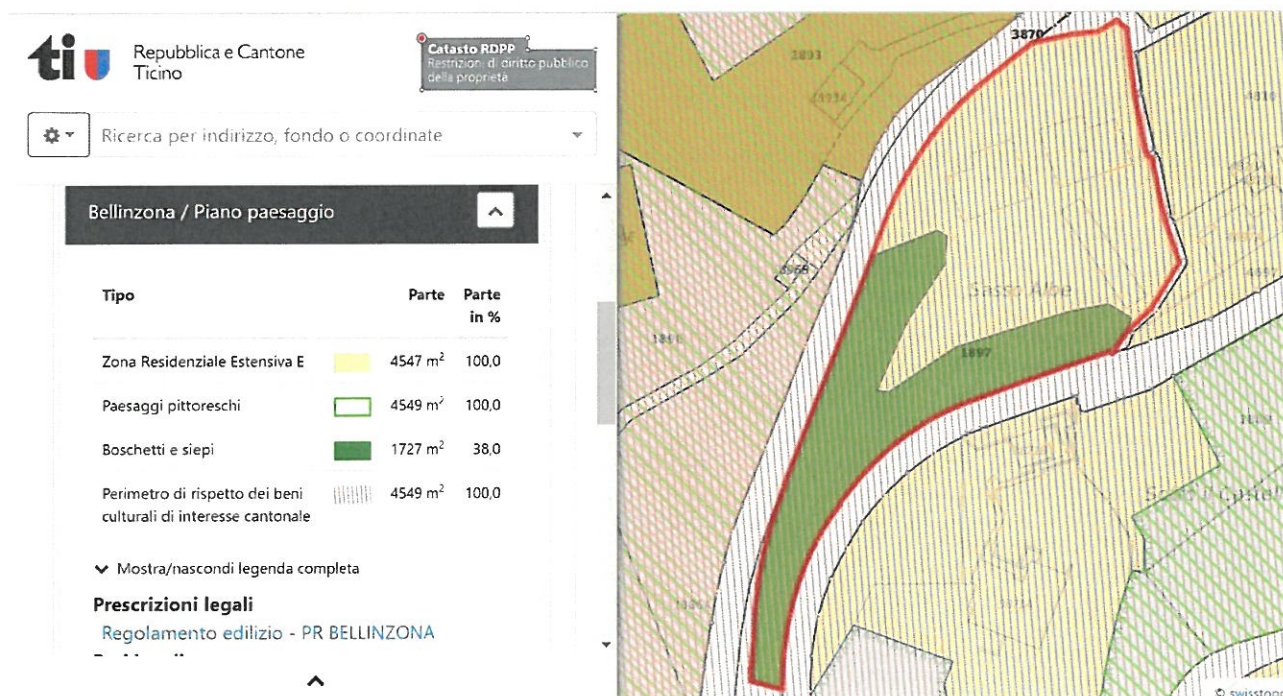 ti
Repubblica e Cantone
Ticino
Catasto RDPP
Restrizioni di diritto pubblico
della proprietà
Ricerca per indirizzo, fondo o coordinate
Bellinzona / Piano paesaggio
Tipo Parte Parte
in %
Zona Residenziale Estensiva E 4547 m² 100,0
Paesaggi pittoreschi 4549 m² 100,0
Boschetti e siepi 1727 m² 38,0
Perimetro di rispetto dei beni
culturali di interesse cantonale 4549 m² 100,0
Mostra/nascondi legenda completa
Prescrizioni legali
Regolamento edilizio - PR BELLINZONA
3870
1893
3965
Sasso
1897
© swisstopo